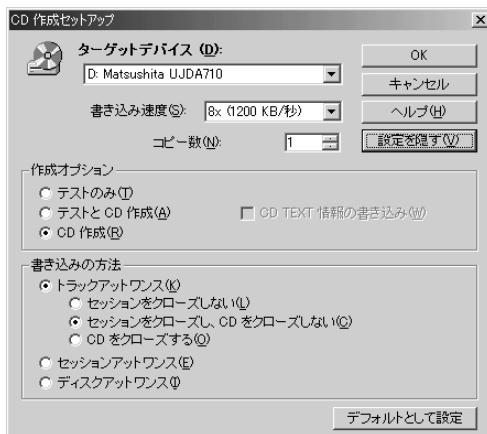 CD 作成セットアップ
ターゲットデバイス (D):
D: Matsushita UJDA710
書き込み速度(S):
8x (1200 KB/秒)
コピー数(N):
1
OK
キャンセル
ヘルプ(H)
設定を隠す(V)
作成オプション
テストのみ(T)
テストと CD 作成(A)
CD TEXT 情報の書き込み(W)
CD 作成(R)
書き込みの方法
トラックアットワンス(K)
セッションをクローズしない(L)
セッションをクローズし、CD をクローズしない(C)
CD をクローズする(O)
セッションアットワンス(E)
ディスクアットワンス(I)
デフォルトとして設定